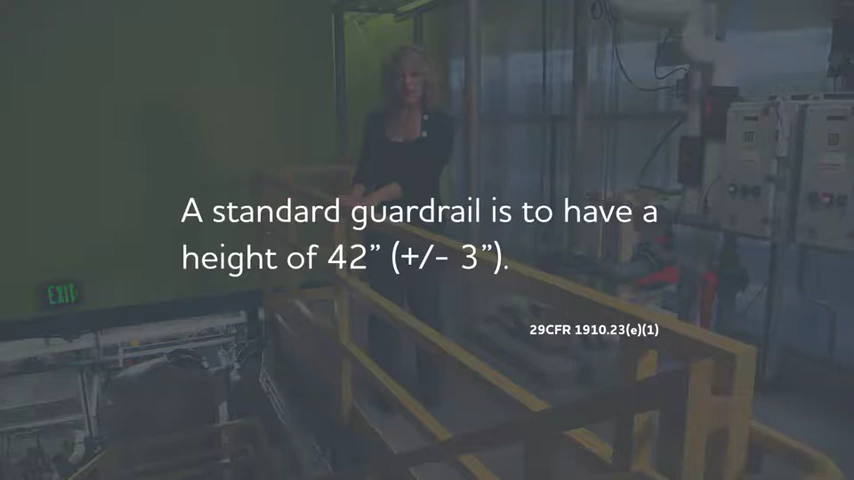 A standard guardrail is to have a
height of 42” (+/- 3”).
29CFR 1910.23(e)(1)
EXIT